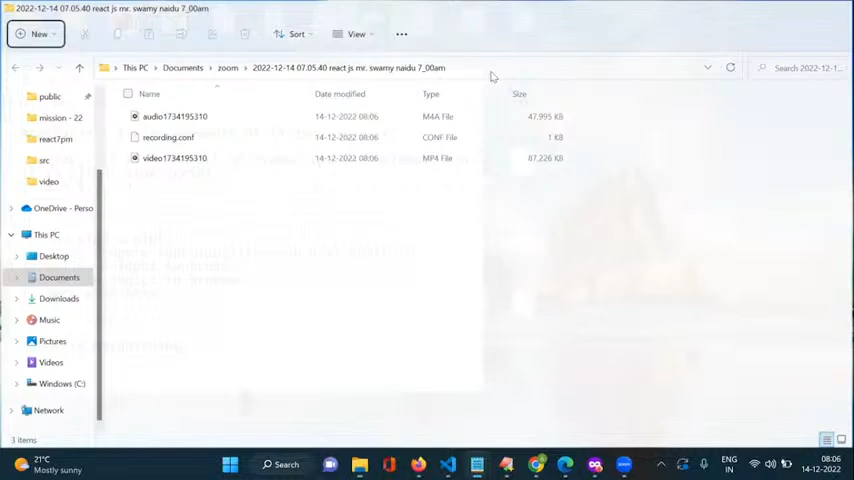 2022-12-14 07.05.40 react js mr. swamy naidu 7_00am
New
Sort
View
This PC > Documents > zoom > 2022-12-14 07.05.40 react js mr. swamy naidu 7_00am
Search 2022-12-1...
Name Date modified Type Size
public
audio1734195310 14-12-2022 08:06 M4A File 47,995 KB
mission - 22
recording.conf 14-12-2022 08:06 CONF File 1 KB
react7pm
video1734195310 14-12-2022 08:06 MP4 File 87,226 KB
src
video
OneDrive - Perso
This PC
Desktop
Documents
Downloads
Music
Pictures
Videos
Windows (C:)
Network
3 items
21°C
Mostly sunny
Search
ENG
IN
08:06
14-12-2022